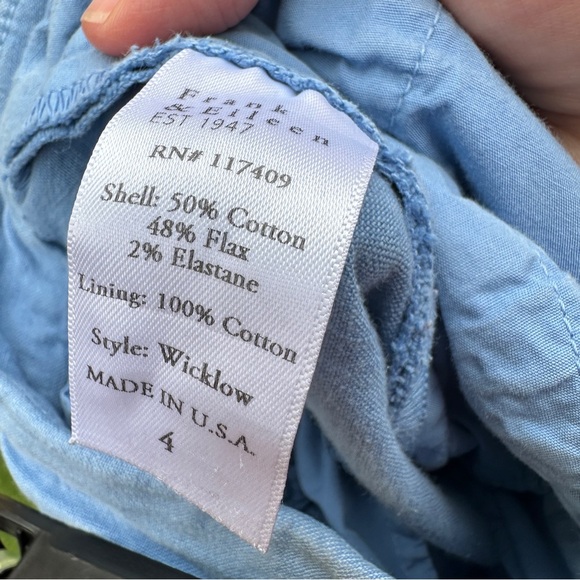 Frank
& Eileen
EST 1947
RN# 117409
Shell: 50% Cotton
48% Flax
2% Elastane
Lining: 100% Cotton
Style: Wicklow
MADE IN U.S.A.
4